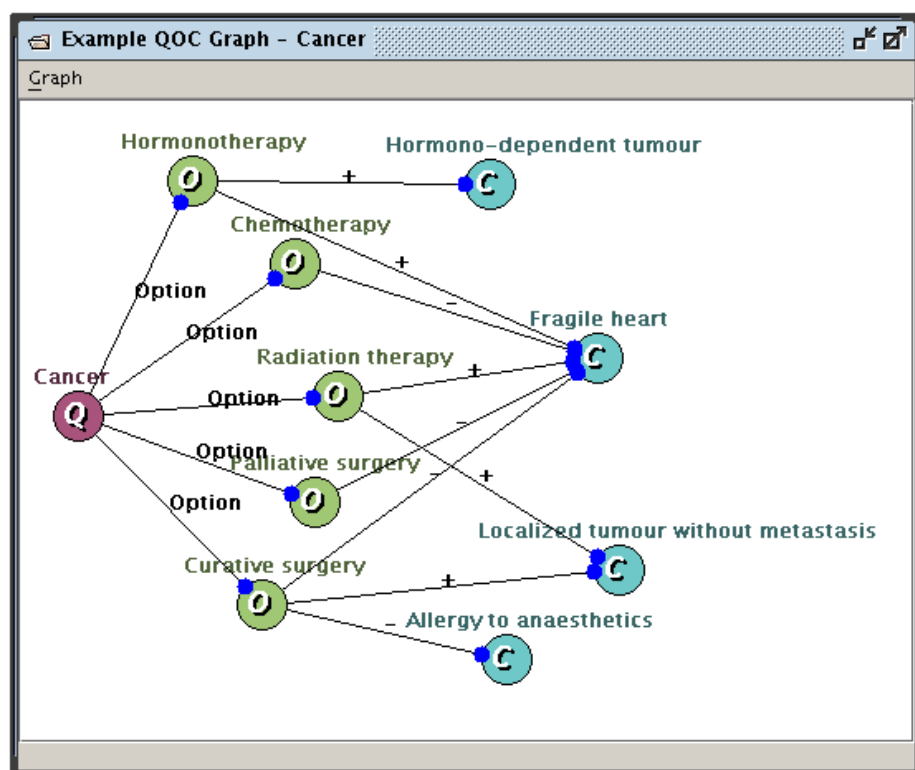 Example QOC Graph - Cancer
Graph
Hormonotherapy
Hormono-dependent tumour
O
+
C
Chemotherapy
O
+
Option
-
Fragile heart
Option
C
Radiation therapy
Cancer
+
O
Option
Q
-
Option
Palliative surgery
-
+
O
Option
Localized tumour without metastasis
Curative surgery
+
C
O
-
Allergy to anaesthetics
C